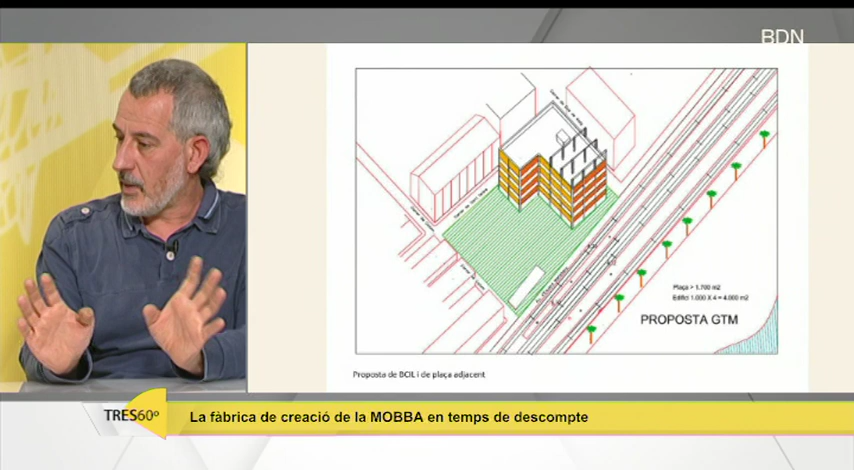 BDN
Plaça > 1.700 m2
Edifici 1.000 X 4 = 4.000 m2
PROPOSTA GTM
Proposta de BOIL i de plaça adjacent
TRES60º
La fàbrica de creació de la MOBBA en temps de descompte